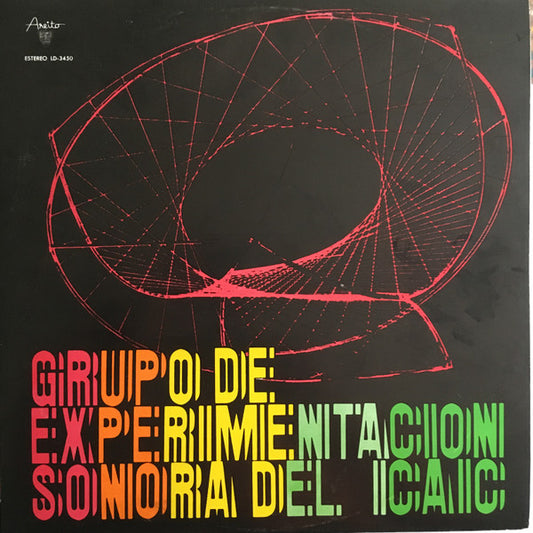 Areito
ESTEREO LD-3450
GRUPO DE
EXPERIMENTACION
SONORA DEL ICAIC